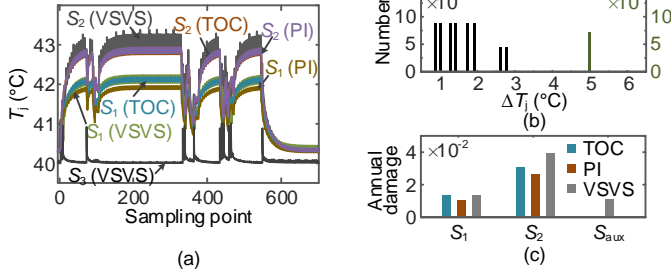 S2 (VSVS)
S2 (TOC)
S2 (PI)
S1 (PI)
S1 (TOC)
S1 (VSVS)
S3 (VSVS)
43
42
41
40
Tj (°C)
0 200 400 600
Sampling point
(a)
Number
10
5
0
10
5
0
1 2 3 4 5 6
ΔTj (°C)
(b)
Annual
damage
×10-2
4
2
0
TOC
PI
VSVS
S1 S2 Saux
(c)